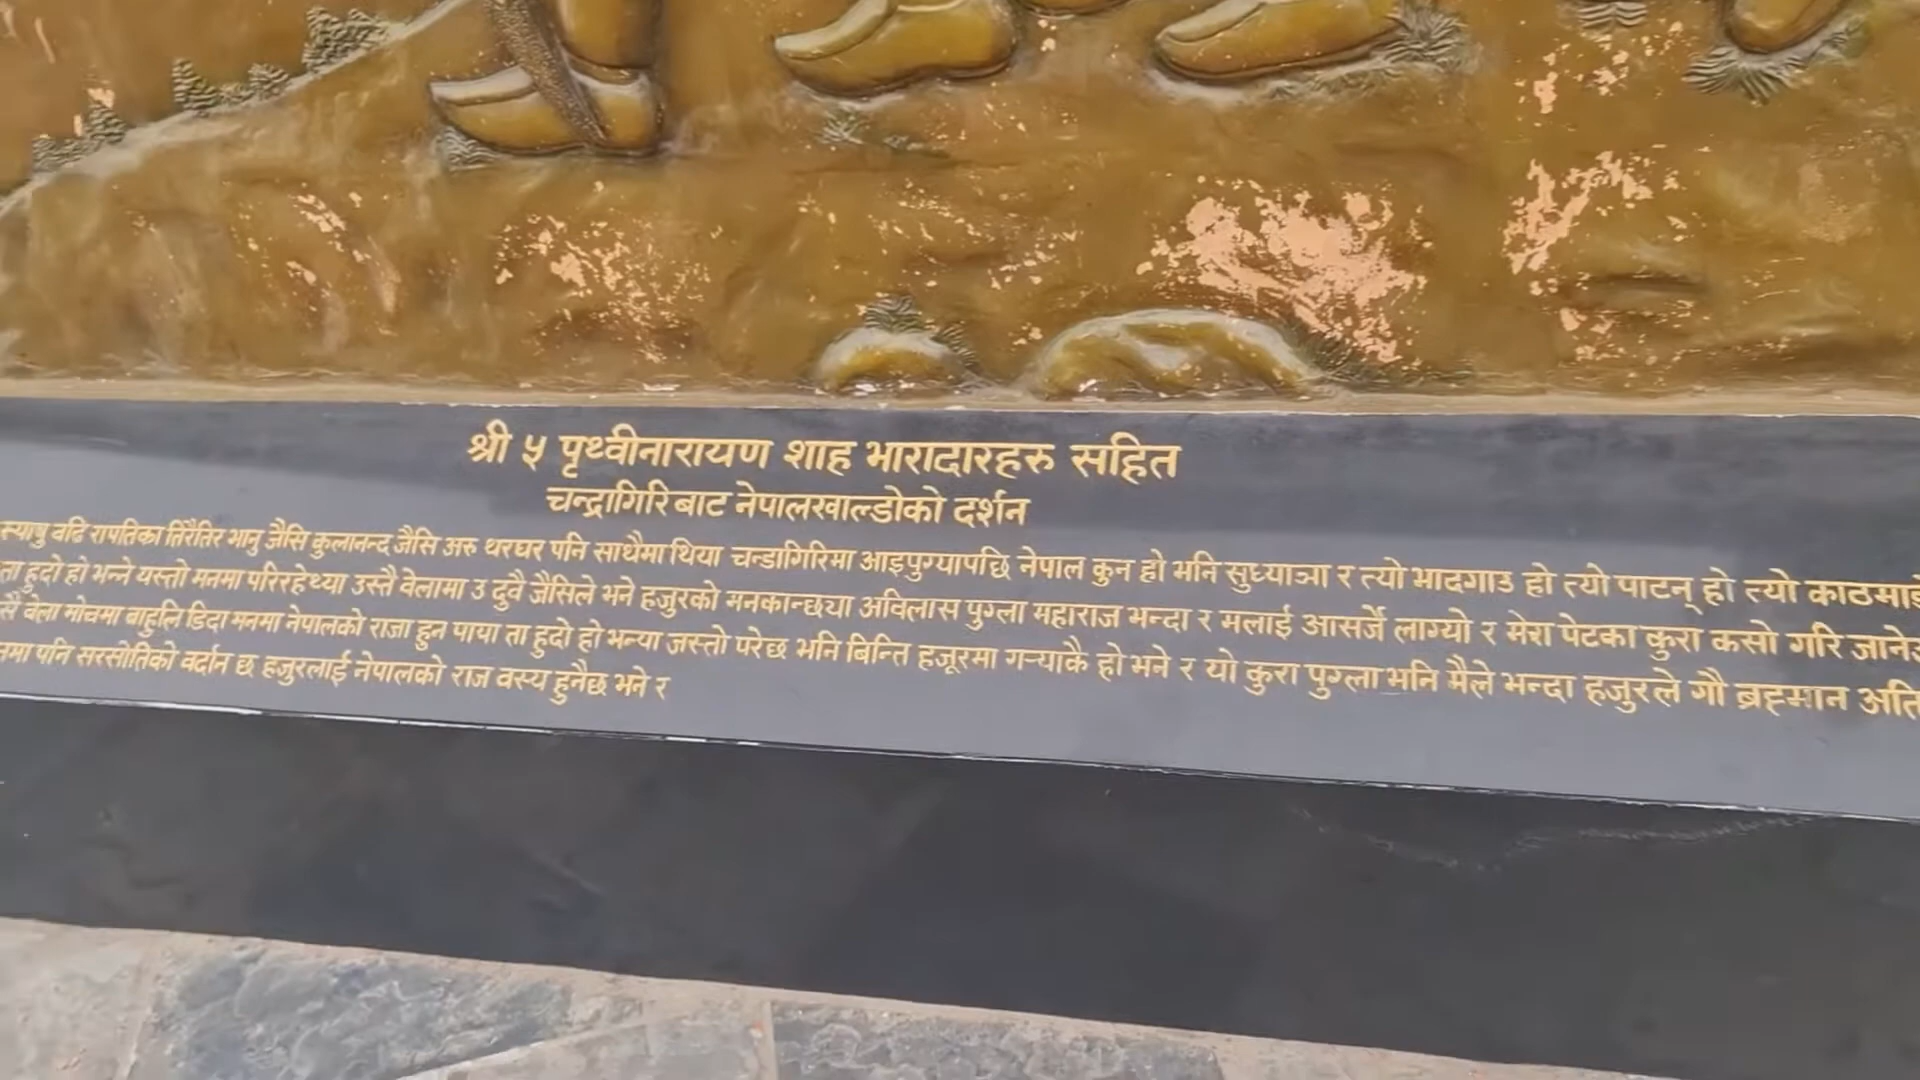 श्री ५ पृथ्वीनारायण शाह भारादारहरु सहित
चन्द्रागिरि बाट नेपालखाल्डोको दर्शन
रापतिका तिरैतिर भानु जैसि कुलानन्द जैसि अरु थरघर पनि साथैमा थिया चन्डागिरिमा आइपुग्यापछि नेपाल कुन हो भनि सुध्याञा र त्यो भादगाउ हो त्यो पाटन् हो त्यो
ता हुदो हो भन्ने यस्तो मनमा परिरहेथ्या उस्तै वेलामा उ दुवै जैसिले भने हजुरको मनकान्छया अविलास पुग्ला महाराज भन्दा र मलाई आसर्जे लाग्यो र मेरा पेटका कुरा कसो गरि
वेला मोचमा बाहुलि डिदा मनमा नेपालको राजा हुन पाया ता हुदो हो भन्या जस्तो परेछ भनि बिन्ति हजूरमा गर्‍याकै हो भने र यो कुरा पुग्ला भनि मैले भन्दा हजुरले गौ ब्रह्मान
पनि सरसोतिको वर्दान छ हजुरलाई नेपालको राज वस्य हुनैछ भने र